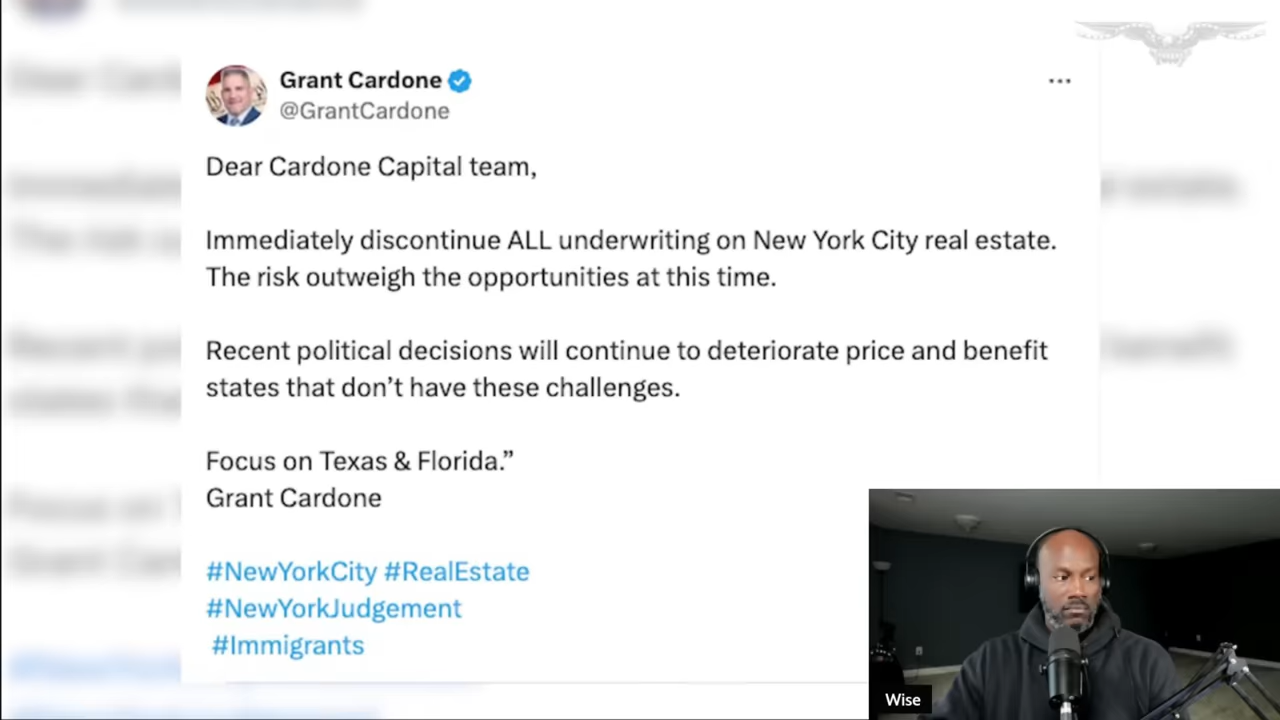 Grant Cardone
@GrantCardone
Dear Cardone Capital team,
Immediately discontinue ALL underwriting on New York City real estate.
The risk outweigh the opportunities at this time.
Recent political decisions will continue to deteriorate price and benefit
states that don’t have these challenges.
Focus on Texas & Florida.”
Grant Cardone
#NewYorkCity #RealEstate
#NewYorkJudgement
#Immigrants
Wise